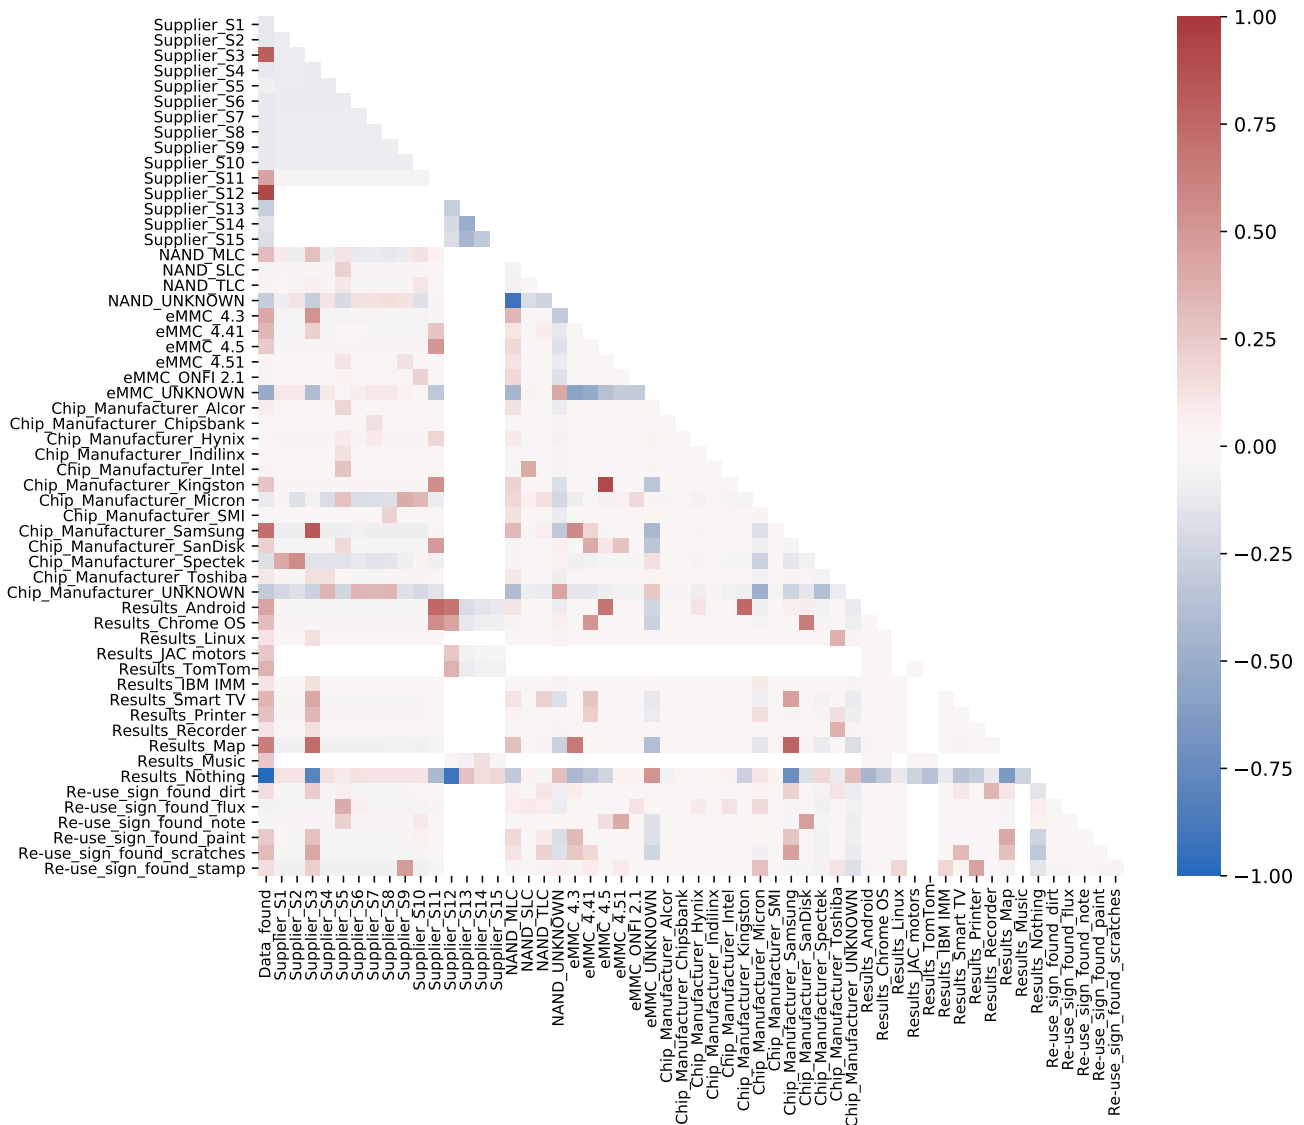 Supplier_S1
Supplier_S2
Supplier_S3
Supplier_S4
Supplier_S5
Supplier_S6
Supplier_S7
Supplier_S8
Supplier_S9
Supplier_S10
Supplier_S11
Supplier_S12
Supplier_S13
Supplier_S14
Supplier_S15
NAND_MLC
NAND_SLC
NAND_TLC
NAND_UNKNOWN
eMMC_4.3
eMMC_4.41
eMMC_4.5
eMMC_4.51
eMMC_ONFI 2.1
eMMC_UNKNOWN
Chip_Manufacturer_Alcor
Chip_Manufacturer_Chipsbank
Chip_Manufacturer_Hynix
Chip_Manufacturer_Indilinx
Chip_Manufacturer_Intel
Chip_Manufacturer_Kingston
Chip_Manufacturer_Micron
Chip_Manufacturer_SMI
Chip_Manufacturer_Samsung
Chip_Manufacturer_SanDisk
Chip_Manufacturer_Spectek
Chip_Manufacturer_Toshiba
Chip_Manufacturer_UNKNOWN
Results_Android
Results_Chrome OS
Results_Linux
Results_JAC motors
Results_TomTom
Results_IBM IMM
Results_Smart TV
Results_Printer
Results_Recorder
Results_Map
Results_Music
Results_Nothing
Re-use_sign_found_dirt
Re-use_sign_found_flux
Re-use_sign_found_note
Re-use_sign_found_paint
Re-use_sign_found_scratches
Re-use_sign_found_stamp
Data_found
Supplier_S1
Supplier_S2
Supplier_S3
Supplier_S4
Supplier_S5
Supplier_S6
Supplier_S7
Supplier_S8
Supplier_S9
Supplier_S10
Supplier_S11
Supplier_S12
Supplier_S13
Supplier_S14
Supplier_S15
NAND_MLC
NAND_SLC
NAND_TLC
NAND_UNKNOWN
eMMC_4.3
eMMC_4.41
eMMC_4.5
eMMC_4.51
eMMC_ONFI 2.1
eMMC_UNKNOWN
Chip_Manufacturer_Alcor
Chip_Manufacturer_Chipsbank
Chip_Manufacturer_Hynix
Chip_Manufacturer_Indilinx
Chip_Manufacturer_Intel
Chip_Manufacturer_Kingston
Chip_Manufacturer_Micron
Chip_Manufacturer_SMI
Chip_Manufacturer_Samsung
Chip_Manufacturer_SanDisk
Chip_Manufacturer_Spectek
Chip_Manufacturer_Toshiba
Chip_Manufacturer_UNKNOWN
Results_Android
Results_Chrome OS
Results_Linux
Results_JAC motors
Results_TomTom
Results_IBM IMM
Results_Smart TV
Results_Printer
Results_Recorder
Results_Map
Results_Music
Results_Nothing
Re-use_sign_found_dirt
Re-use_sign_found_flux
Re-use_sign_found_note
Re-use_sign_found_paint
Re-use_sign_found_scratches
1.00
0.75
0.50
0.25
0.00
−0.25
−0.50
−0.75
−1.00